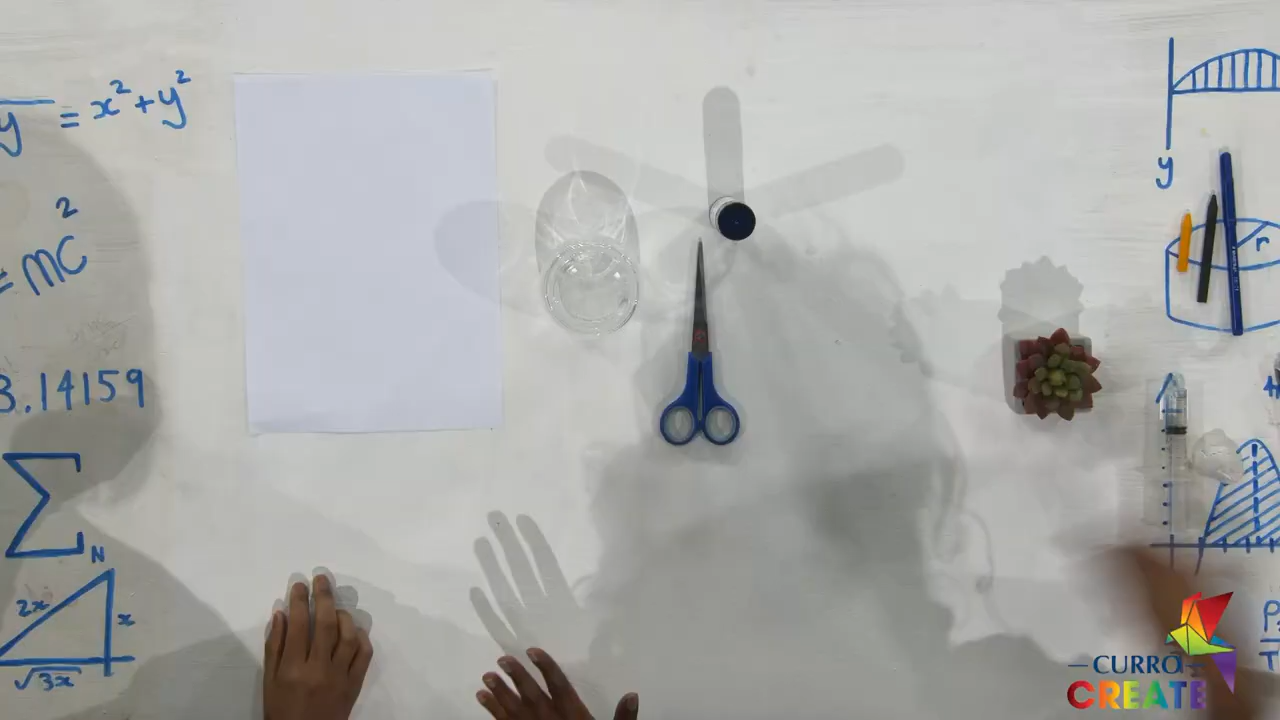 y = x² + y²
= mc²
3.14159
Σ
N
2x
x
√3x
y
r
CURRO
CREATE